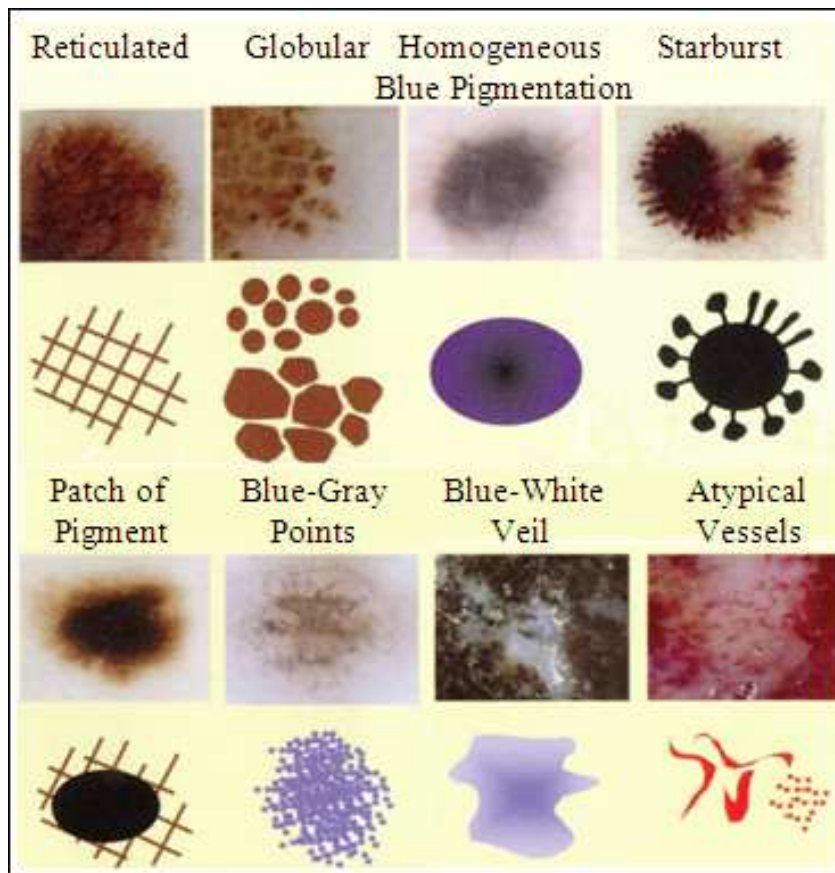 Reticulated
Globular
Homogeneous
Blue Pigmentation
Starburst
Patch of
Pigment
Blue-Gray
Points
Blue-White
Veil
Atypical
Vessels